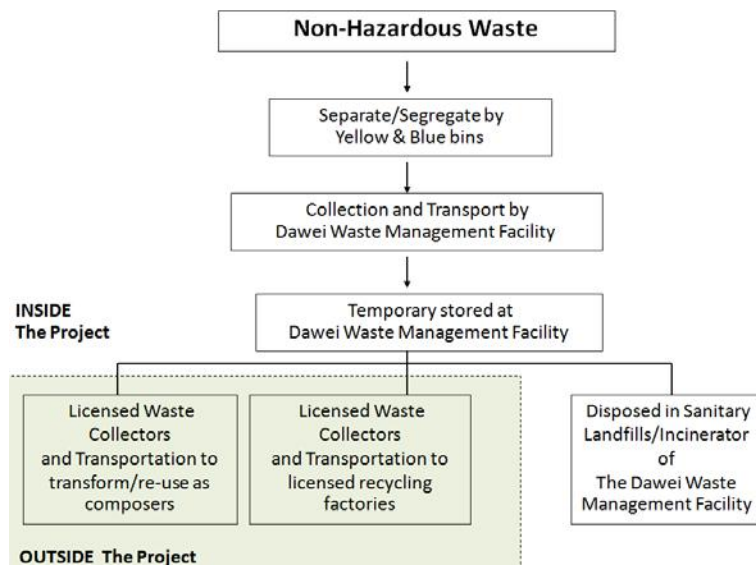 Non-Hazardous Waste
Separate/Segregate by
Yellow & Blue bins
Collection and Transport by
Dawei Waste Management Facility
INSIDE
The Project
Temporary stored at
Dawei Waste Management Facility
Licensed Waste
Collectors
and Transportation to
transform/re-use as
composers
Licensed Waste
Collectors
and Transportation to
licensed recycling
factories
Disposed in Sanitary
Landfills/Incinerator
of
The Dawei Waste
Management Facility
OUTSIDE The Project